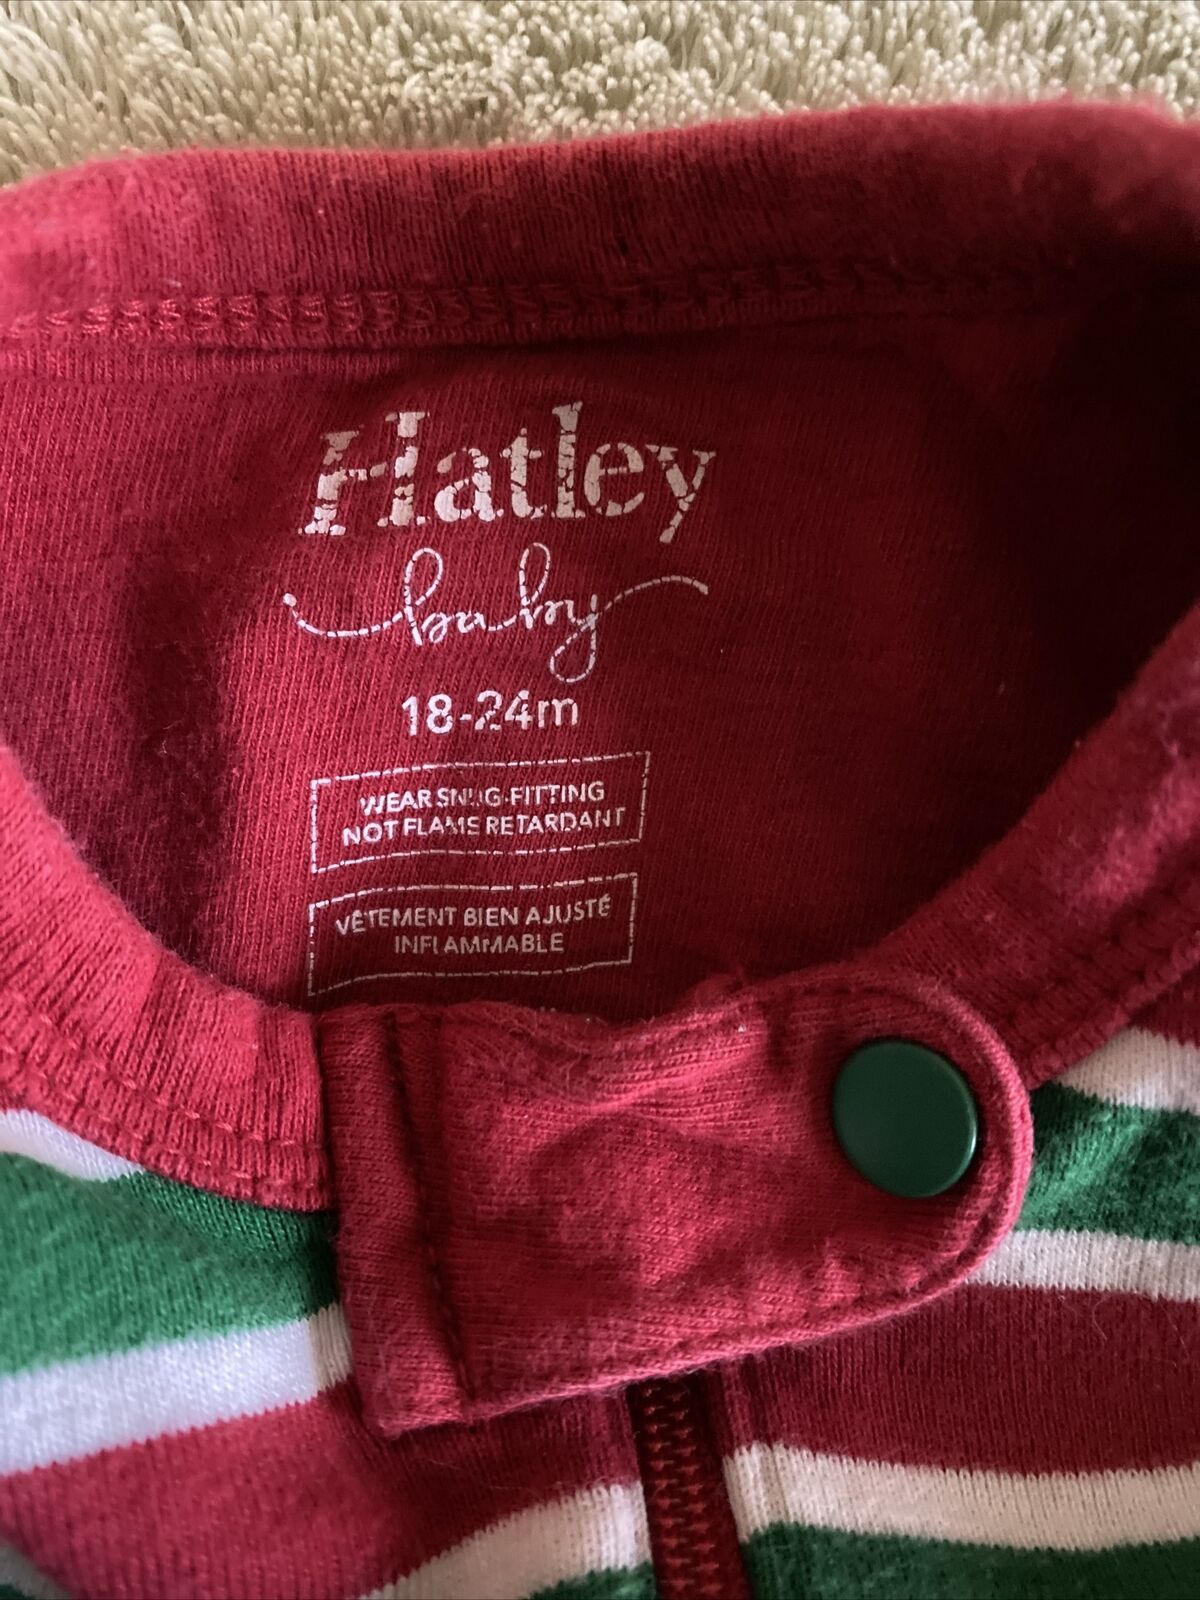 Hatley
baby
18-24m
WEAR SNUG-FITTING
NOT FLAME RETARDANT
VÊTEMENT BIEN AJUSTÉ
INFLAMMABLE